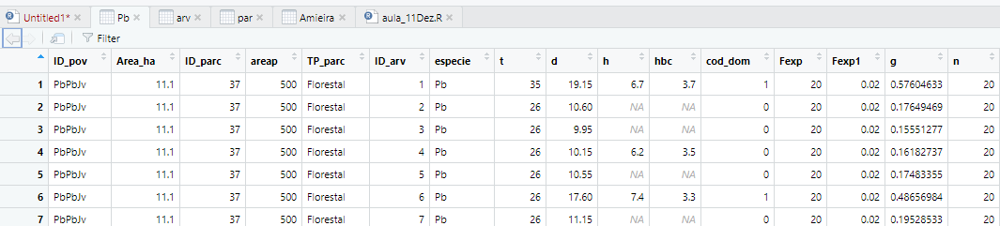 Untitled1* Pb arv par Amieira aula_11Dez.R
Filter
ID_pov Area_ha ID_parc areap TP_parc ID_arv especie t d h hbc cod_dom Fexp Fexp1 g n
1 PbPbJv 11.1 37 500 Florestal 1 Pb 35 19.15 6.7 3.7 1 20 0.02 0.57604633 20
2 PbPbJv 11.1 37 500 Florestal 2 Pb 26 10.60 NA NA 0 20 0.02 0.17649469 20
3 PbPbJv 11.1 37 500 Florestal 3 Pb 26 9.95 NA NA 0 20 0.02 0.15551277 20
4 PbPbJv 11.1 37 500 Florestal 4 Pb 26 10.15 6.2 3.5 0 20 0.02 0.16182737 20
5 PbPbJv 11.1 37 500 Florestal 5 Pb 26 10.55 NA NA 0 20 0.02 0.17483355 20
6 PbPbJv 11.1 37 500 Florestal 6 Pb 26 17.60 7.4 3.3 1 20 0.02 0.48656984 20
7 PbPbJv 11.1 37 500 Florestal 7 Pb 26 11.15 NA NA 0 20 0.02 0.19528533 20